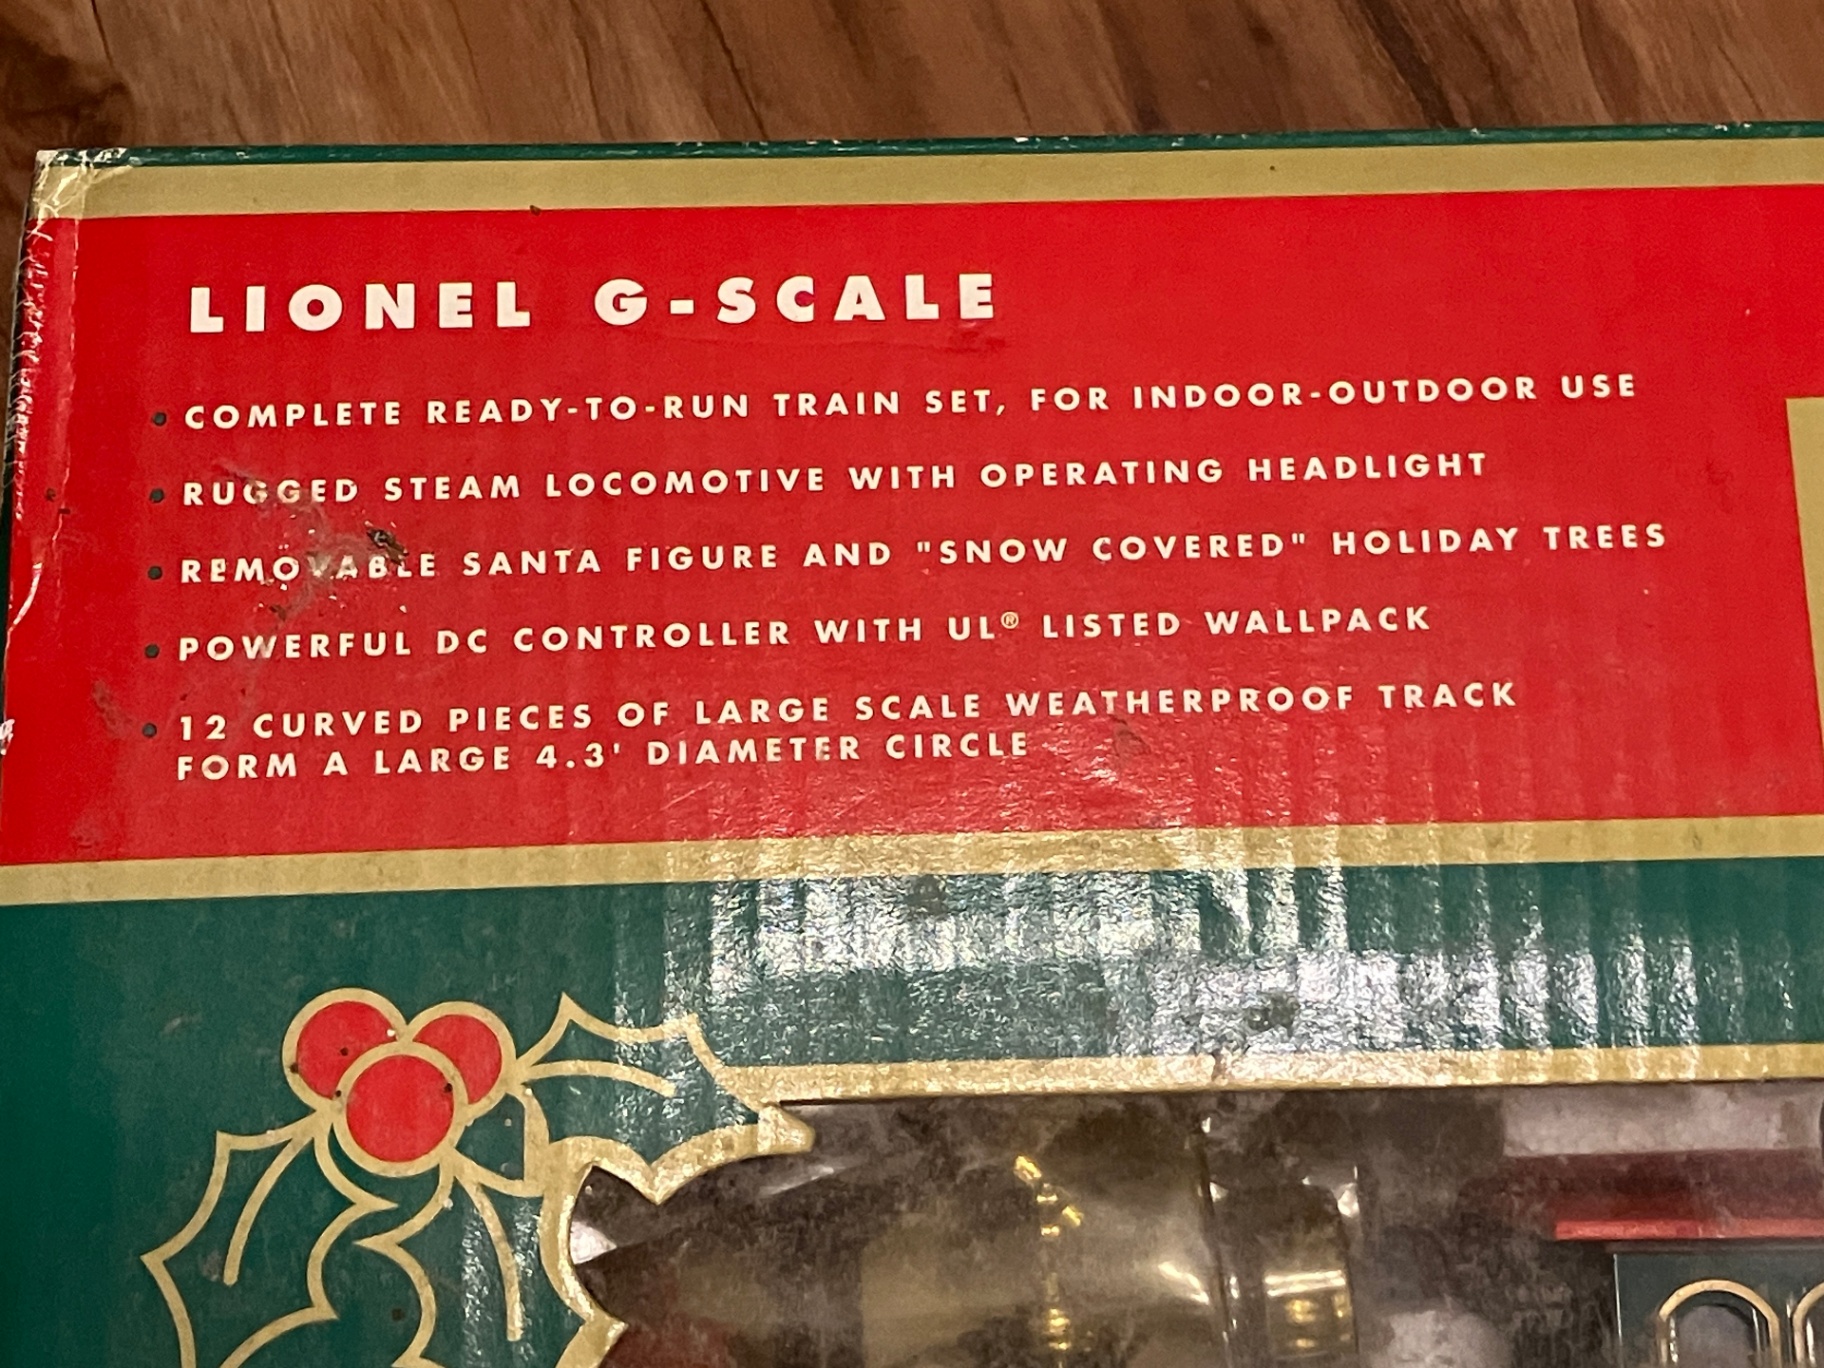 LIONEL G-SCALE
• COMPLETE READY-TO-RUN TRAIN SET, FOR INDOOR-OUTDOOR USE
• RUGGED STEAM LOCOMOTIVE WITH OPERATING HEADLIGHT
• REMOVABLE SANTA FIGURE AND "SNOW COVERED" HOLIDAY TREES
• POWERFUL DC CONTROLLER WITH UL® LISTED WALLPACK
• 12 CURVED PIECES OF LARGE SCALE WEATHERPROOF TRACK
FORM A LARGE 4.3' DIAMETER CIRCLE